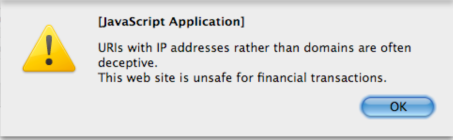 [JavaScript Application]
URIs with IP addresses rather than domains are often
deceptive.
This web site is unsafe for financial transactions.
OK